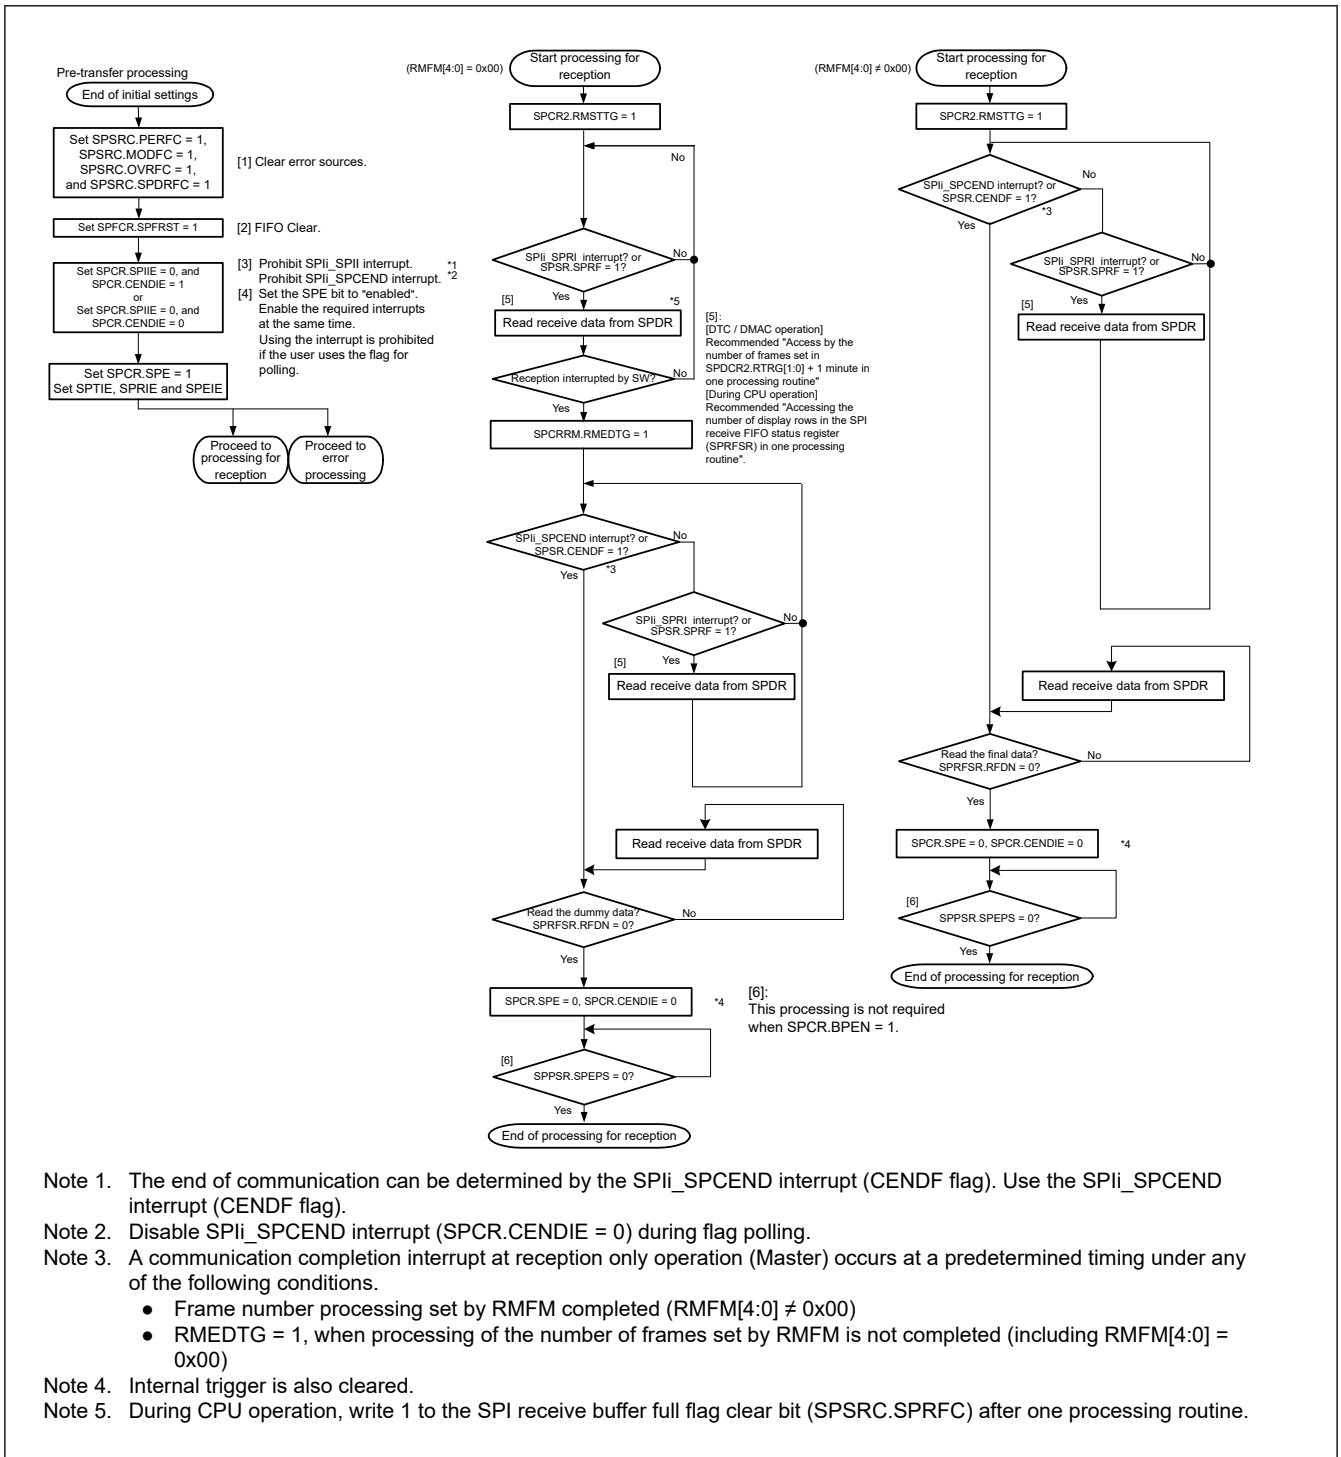 Pre-transfer processing
End of initial settings
Set SPSRC.PERFC = 1,
SPSRC.MODFC = 1,
SPSRC.OVRFC = 1,
and SPSRC.SPDRFC = 1
[1] Clear error sources.
Set SPFCR.SPFRST = 1
[2] FIFO Clear.
Set SPCR.SPIIE = 0, and
SPCR.CENDIE = 1
or
Set SPCR.SPIIE = 0, and
SPCR.CENDIE = 0
[3] Prohibit SPIi_SPII interrupt. *1
Prohibit SPIi_SPCEND interrupt. *2
[4] Set the SPE bit to "enabled".
Enable the required interrupts
at the same time.
Using the interrupt is prohibited
if the user uses the flag for
polling.
Set SPCR.SPE = 1
Set SPTIE, SPRIE and SPEIE
Proceed to
processing for
reception
Proceed to
error
processing
(RMFM[4:0] = 0x00)
Start processing for
reception
SPCR2.RMSTTG = 1
No
SPIi_SPRI interrupt? or
SPSR.SPRF = 1?
No
Yes
[5]
*5
Read receive data from SPDR
Reception interrupted by SW?
No
Yes
SPCRRM.RMEDTG = 1
[5]:
[DTC / DMAC operation]
Recommended "Access by the
number of frames set in
SPDCR2.RTRG[1:0] + 1 minute in
one processing routine"
[During CPU operation]
Recommended "Accessing the
number of display rows in the SPI
receive FIFO status register
(SPRFSR) in one processing
routine".
SPIi_SPCEND interrupt? or
SPSR.CENDF = 1?
No
Yes
*3
SPIi_SPRI interrupt? or
SPSR.SPRF = 1?
No
Yes
[5]
Read receive data from SPDR
Read receive data from SPDR
Read the dummy data?
SPRFSR.RFDN = 0?
No
Yes
SPCR.SPE = 0, SPCR.CENDIE = 0
*4
[6]:
This processing is not required
when SPCR.BPEN = 1.
[6]
SPPSR.SPEPS = 0?
Yes
End of processing for reception
(RMFM[4:0] ≠ 0x00)
Start processing for
reception
SPCR2.RMSTTG = 1
SPIi_SPCEND interrupt? or
SPSR.CENDF = 1?
No
*3
Yes
SPIi_SPRI interrupt? or
SPSR.SPRF = 1?
No
Yes
[5]
Read receive data from SPDR
Read receive data from SPDR
Read the final data?
SPRFSR.RFDN = 0?
No
Yes
SPCR.SPE = 0, SPCR.CENDIE = 0
*4
[6]
SPPSR.SPEPS = 0?
Yes
End of processing for reception
Note 1. The end of communication can be determined by the SPIi_SPCEND interrupt (CENDF flag). Use the SPIi_SPCEND
interrupt (CENDF flag).
Note 2. Disable SPIi_SPCEND interrupt (SPCR.CENDIE = 0) during flag polling.
Note 3. A communication completion interrupt at reception only operation (Master) occurs at a predetermined timing under any
of the following conditions.
● Frame number processing set by RMFM completed (RMFM[4:0] ≠ 0x00)
● RMEDTG = 1, when processing of the number of frames set by RMFM is not completed (including RMFM[4:0] =
0x00)
Note 4. Internal trigger is also cleared.
Note 5. During CPU operation, write 1 to the SPI receive buffer full flag clear bit (SPSRC.SPRFC) after one processing routine.